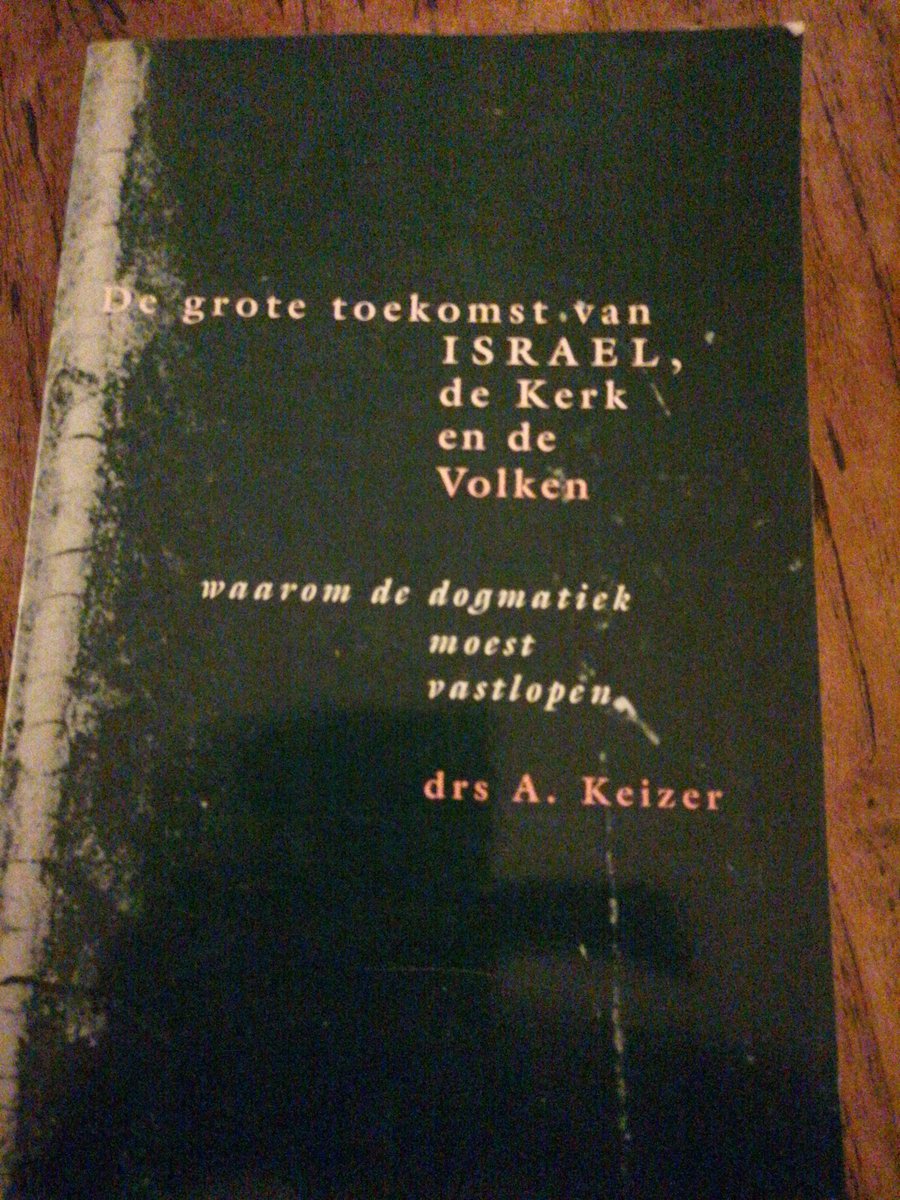 De grote toekomst van
ISRAEL,
de Kerk
en de
Volken
waarom de dogmatiek
moest
vastlopen
drs A. Keizer